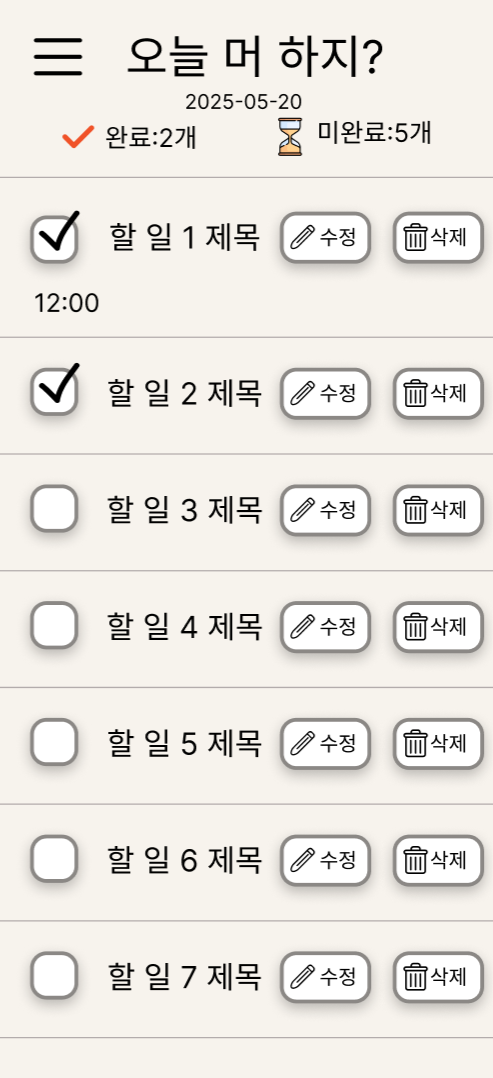 오늘 머 하지?
2025-05-20
완료:2개 미완료:5개
할 일 1 제목 수정 삭제
12:00
할 일 2 제목 수정 삭제
할 일 3 제목 수정 삭제
할 일 4 제목 수정 삭제
할 일 5 제목 수정 삭제
할 일 6 제목 수정 삭제
할 일 7 제목 수정 삭제